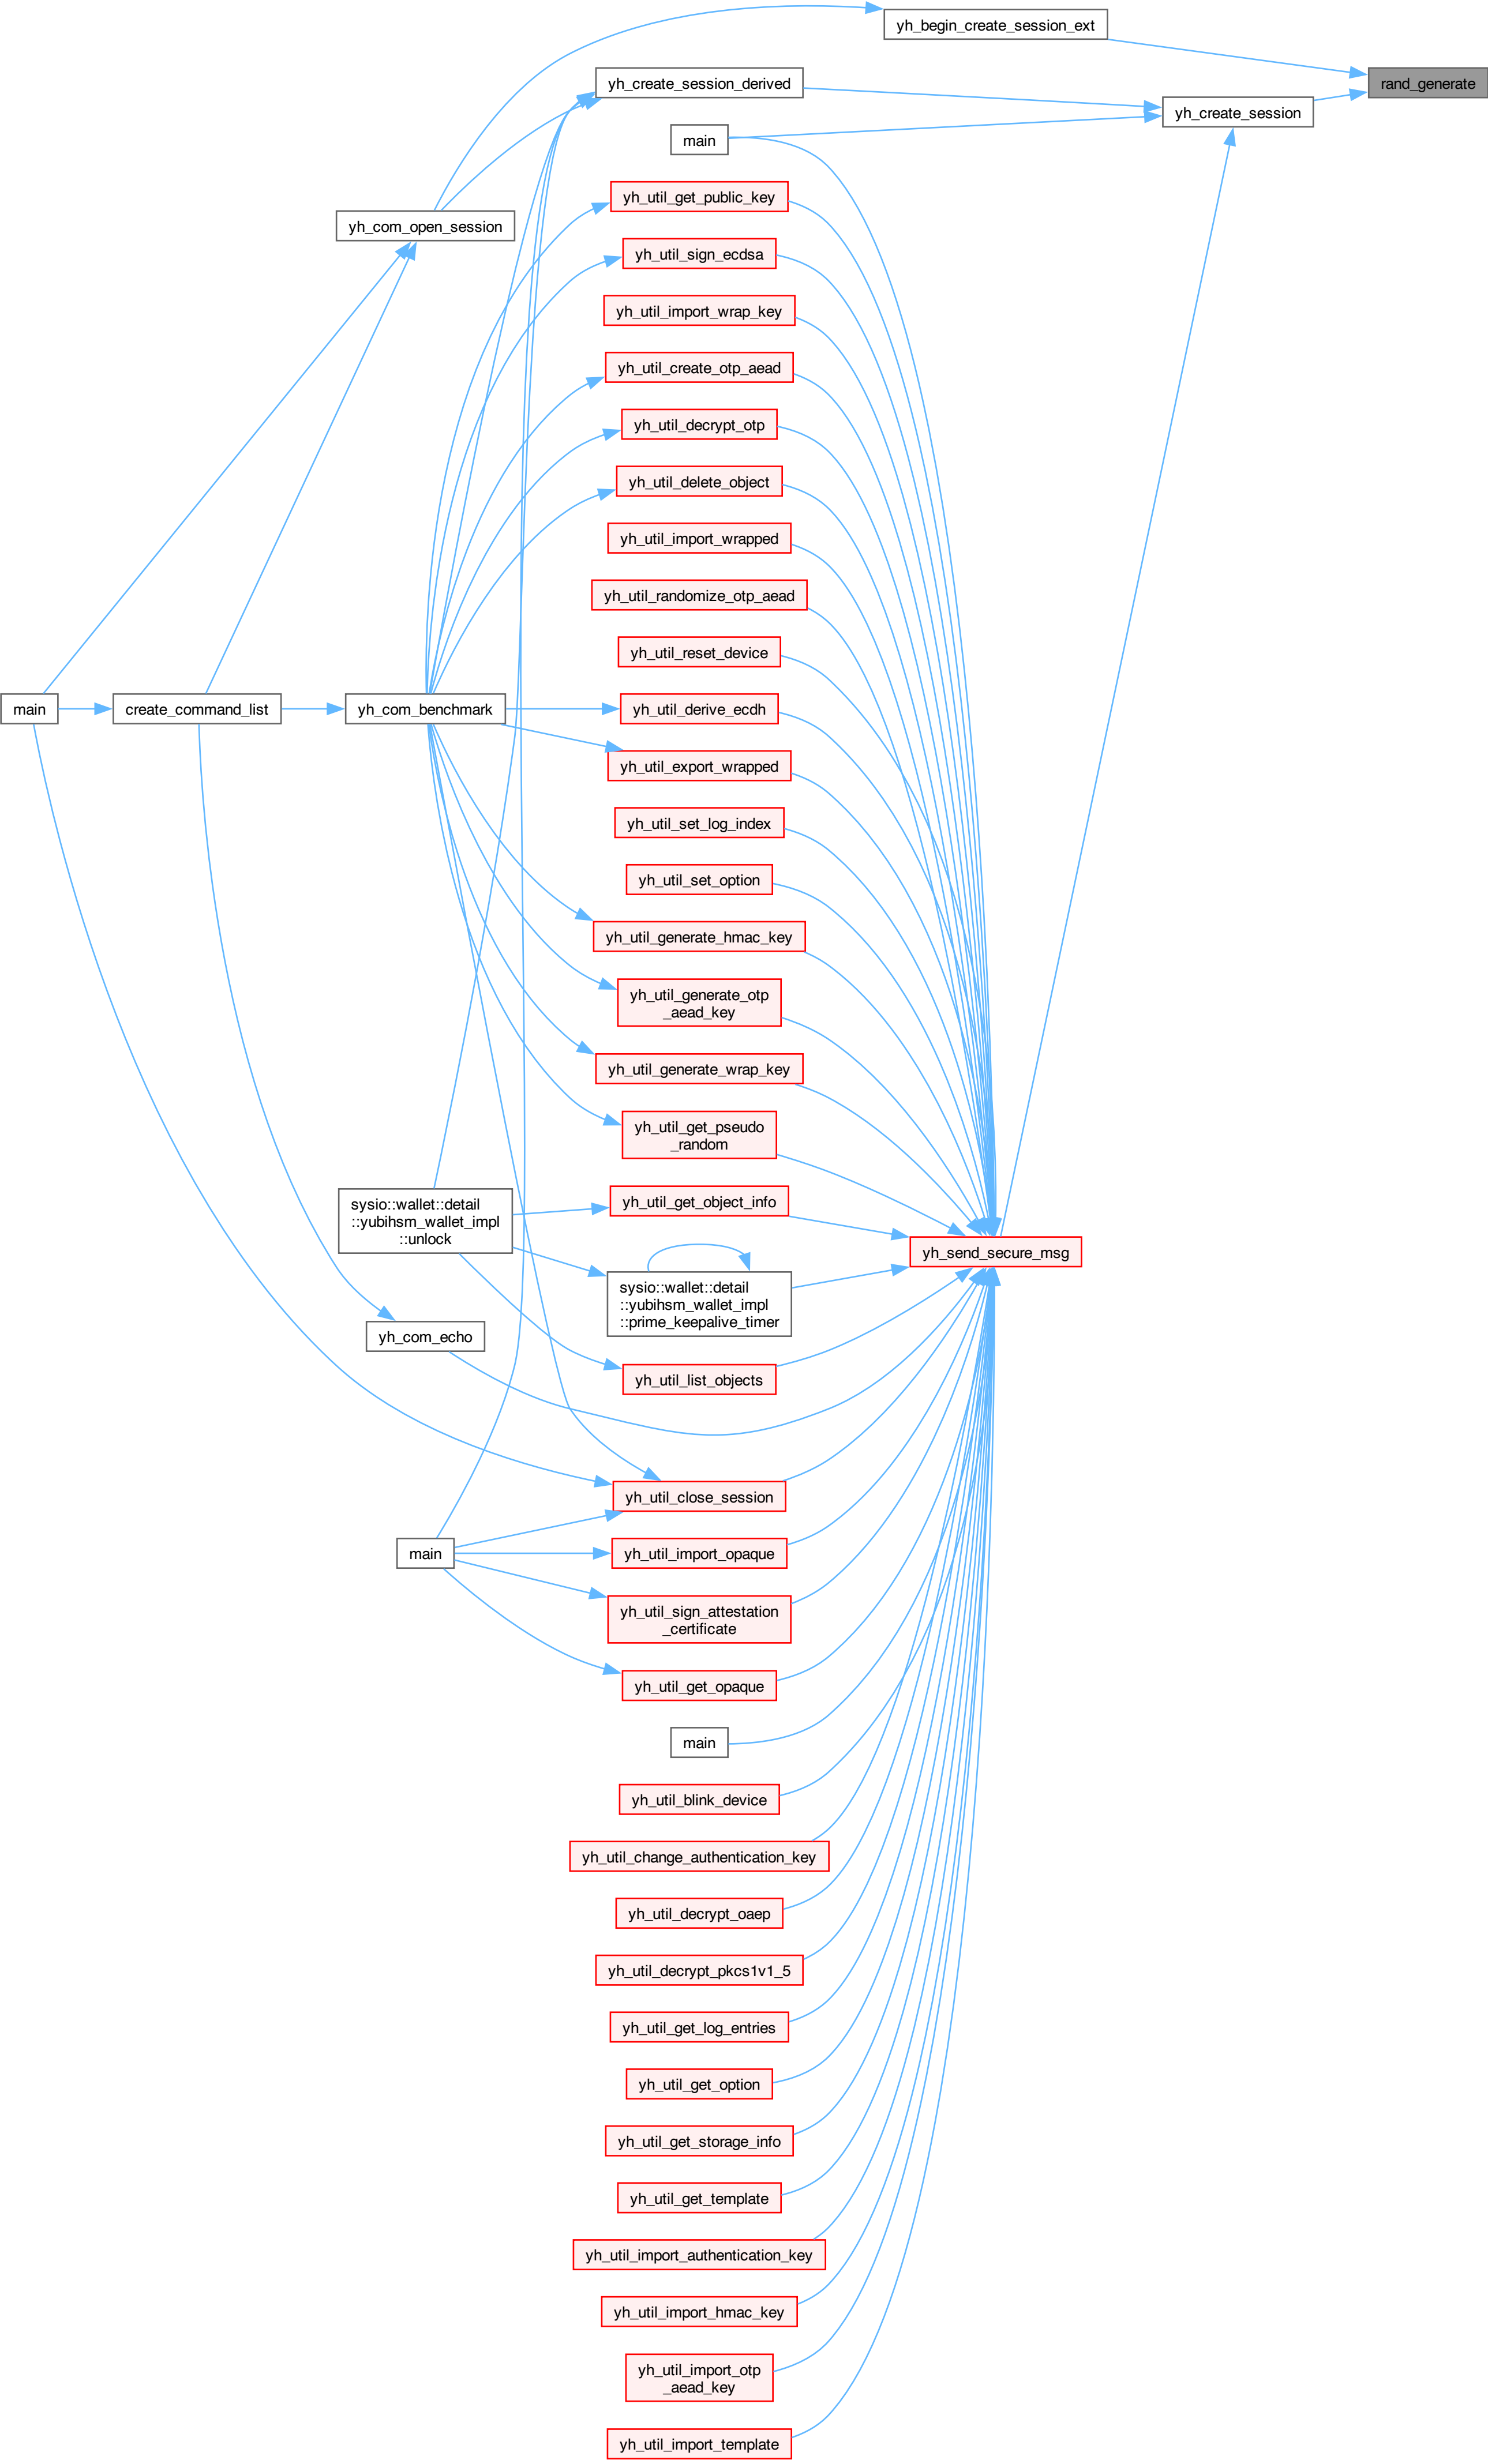 yh_begin_create_session_ext
yh_create_session_derived
rand_generate
yh_create_session
main
yh_util_get_public_key
yh_com_open_session
yh_util_sign_ecdsa
yh_util_import_wrap_key
yh_util_create_otp_aead
yh_util_decrypt_otp
yh_util_delete_object
yh_util_import_wrapped
yh_util_randomize_otp_aead
yh_util_reset_device
main
create_command_list
yh_com_benchmark
yh_util_derive_ecdh
yh_util_export_wrapped
yh_util_set_log_index
yh_util_set_option
yh_util_generate_hmac_key
yh_util_generate_otp
_aead_key
yh_util_generate_wrap_key
yh_util_get_pseudo
_random
sysio::wallet::detail
::yubihsm_wallet_impl
::unlock
yh_util_get_object_info
yh_send_secure_msg
sysio::wallet::detail
::yubihsm_wallet_impl
::prime_keepalive_timer
yh_com_echo
yh_util_list_objects
yh_util_close_session
main
yh_util_import_opaque
yh_util_sign_attestation
_certificate
yh_util_get_opaque
main
yh_util_blink_device
yh_util_change_authentication_key
yh_util_decrypt_oaep
yh_util_decrypt_pkcs1v1_5
yh_util_get_log_entries
yh_util_get_option
yh_util_get_storage_info
yh_util_get_template
yh_util_import_authentication_key
yh_util_import_hmac_key
yh_util_import_otp
_aead_key
yh_util_import_template